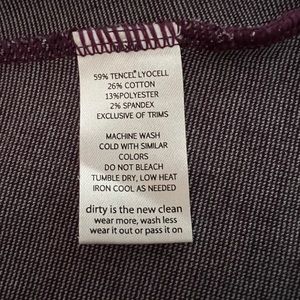 59% TENCEL® LYOCELL
26% COTTON
13%POLYESTER
2% SPANDEX
EXCLUSIVE OF TRIMS
MACHINE WASH
COLD WITH SIMILAR
COLORS
DO NOT BLEACH
TUMBLE DRY, LOW HEAT
IRON COOL AS NEEDED
dirty is the new clean
wear more, wash less
wear it out or pass it on